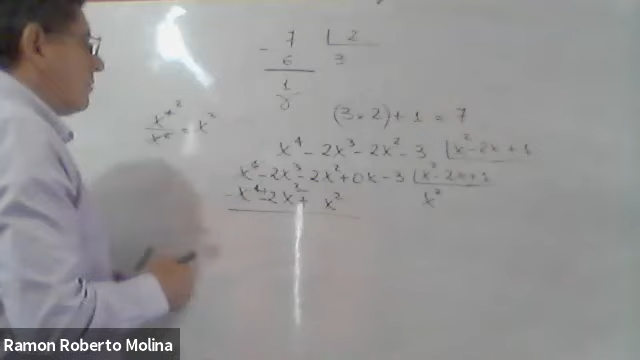 - 7 | 2
6 3
1
(3 × 2) + 1 = 7
x⁴/x² = x²
x⁴ - 2x³ - 2x² - 3 | x² - 2x + 1
x⁴ - 2x³ - 2x² + 0x - 3 | x² - 2x + 1
- x⁴ - 2x³ + x² x²
Ramon Roberto Molina